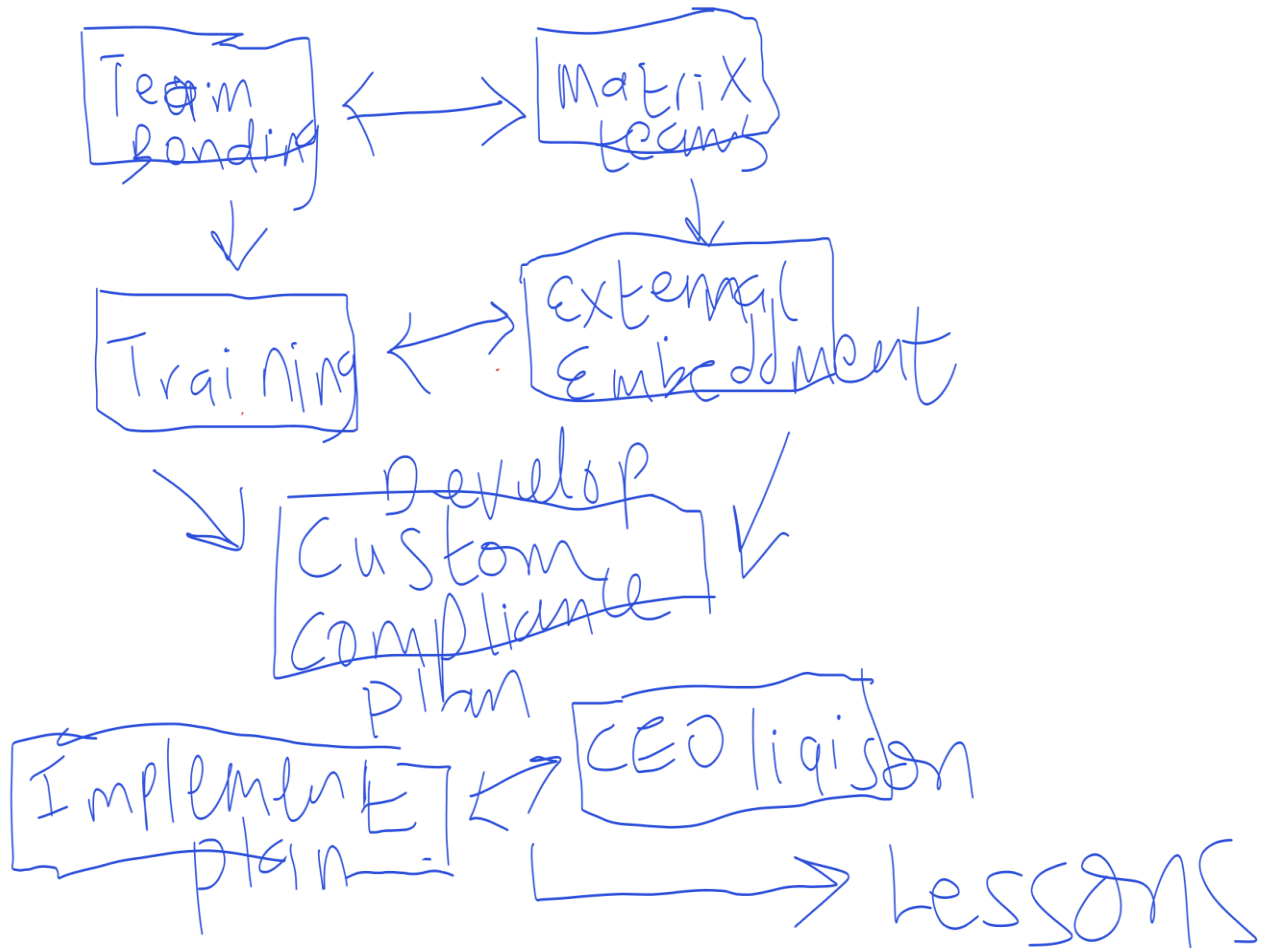 Team
Bonding
Matrix
teams
Training
External
Embeddment
Develop
Custom
Compliance
plan
Implement
plan
CEO liaison
Lessons